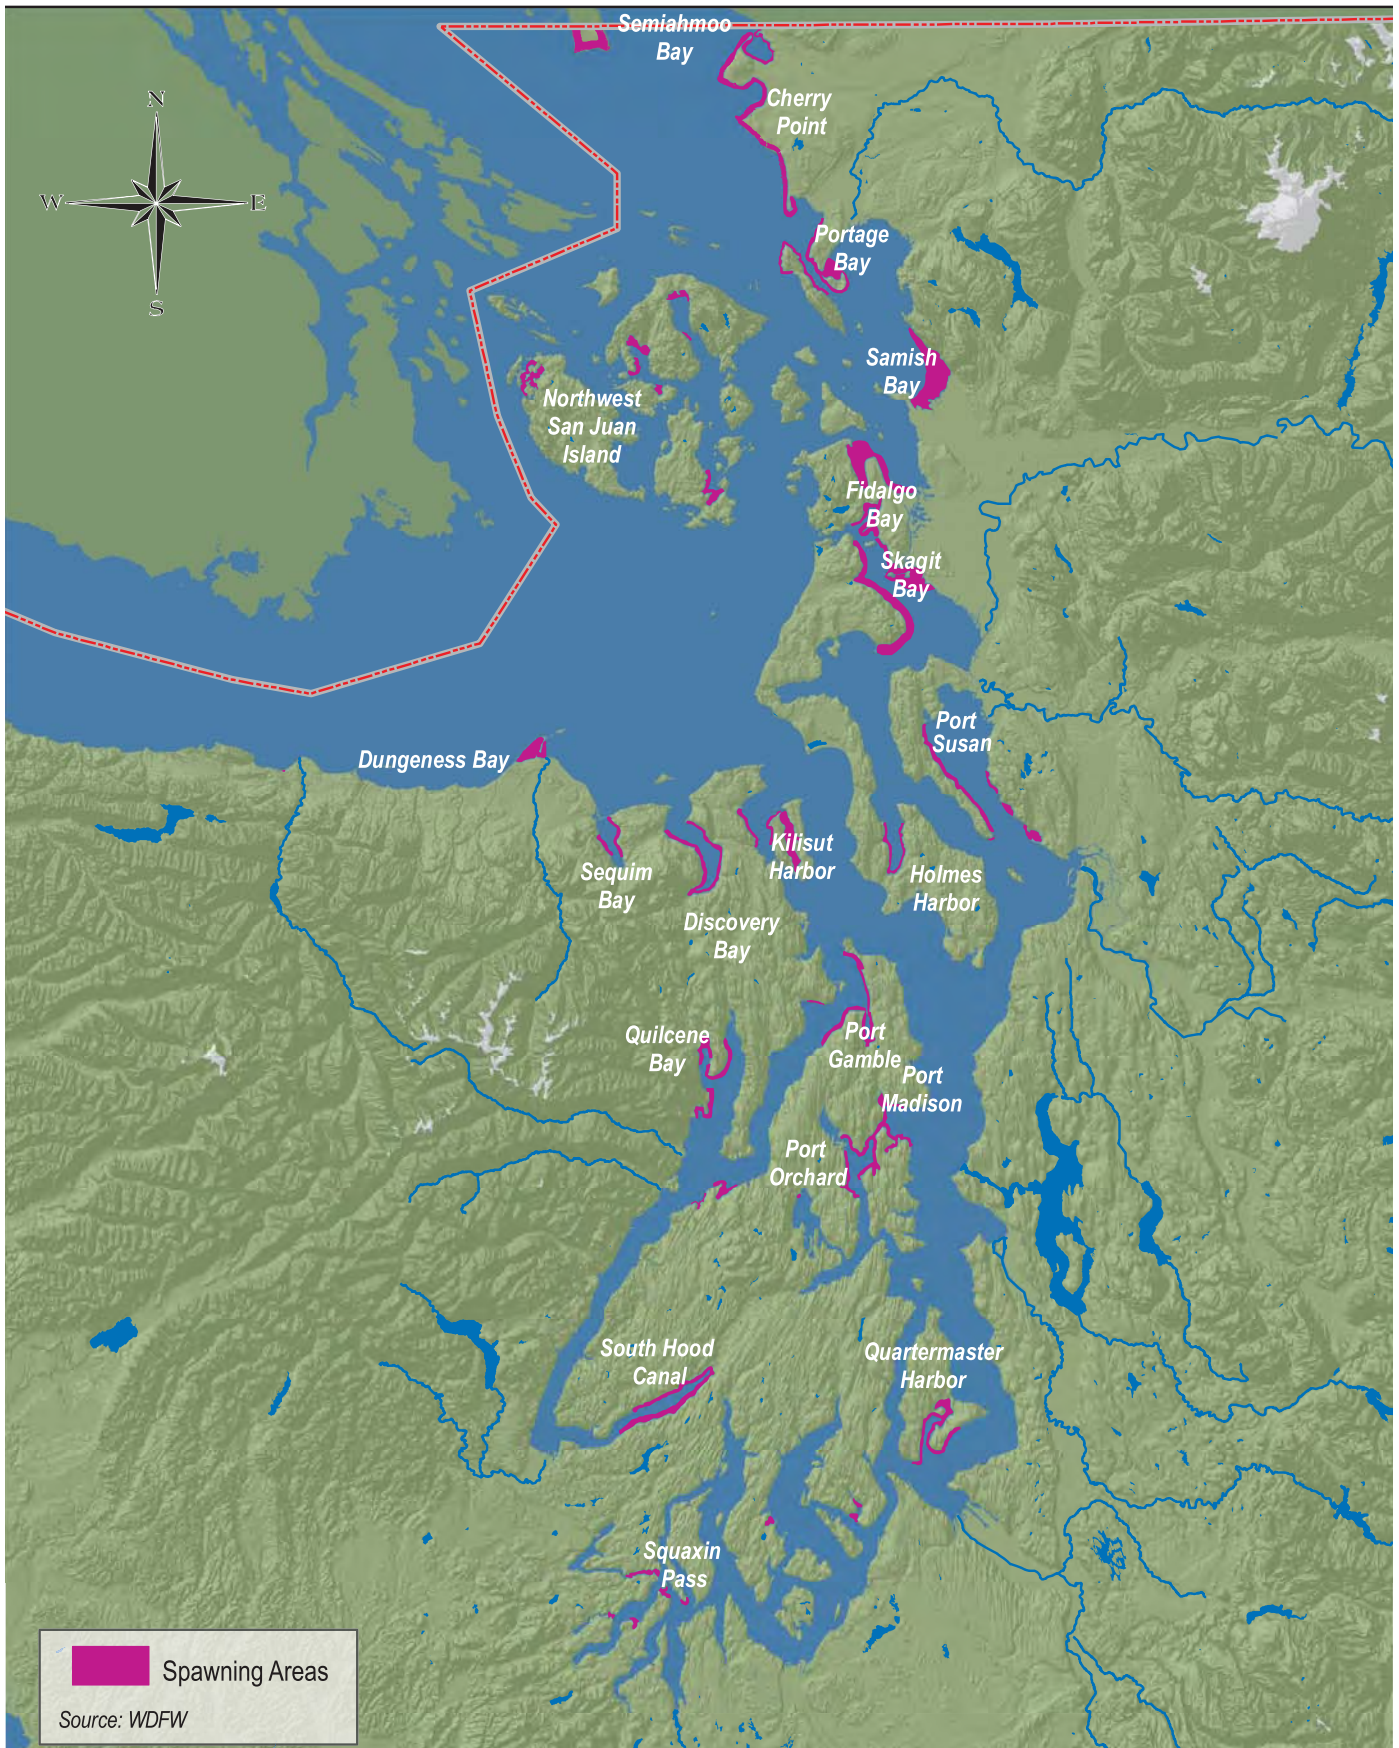 Semiahmoo
Bay
N
Cherry
Point
W
E
Portage
Bay
S
Samish
Bay
Northwest
San Juan
Island
Fidalgo
Bay
Skagit
Bay
Port
Susan
Dungeness Bay
Kilisut
Harbor
Sequim
Bay
Holmes
Harbor
Discovery
Bay
Quilcene
Bay
Port
Gamble
Port
Madison
Port
Orchard
South Hood
Canal
Quartermaster
Harbor
Squaxin
Pass
Spawning Areas
Source: WDFW